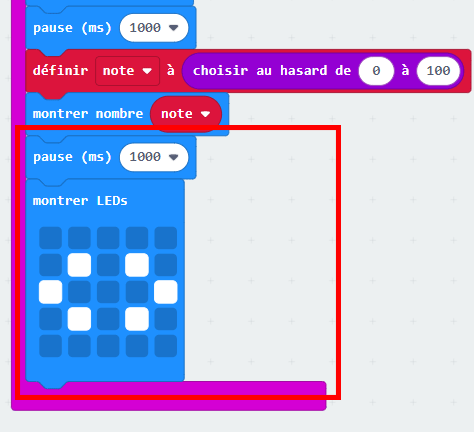 pause (ms) 1000
définir note à choisir au hasard de 0 à 100
montrer nombre note
pause (ms) 1000
montrer LEDs